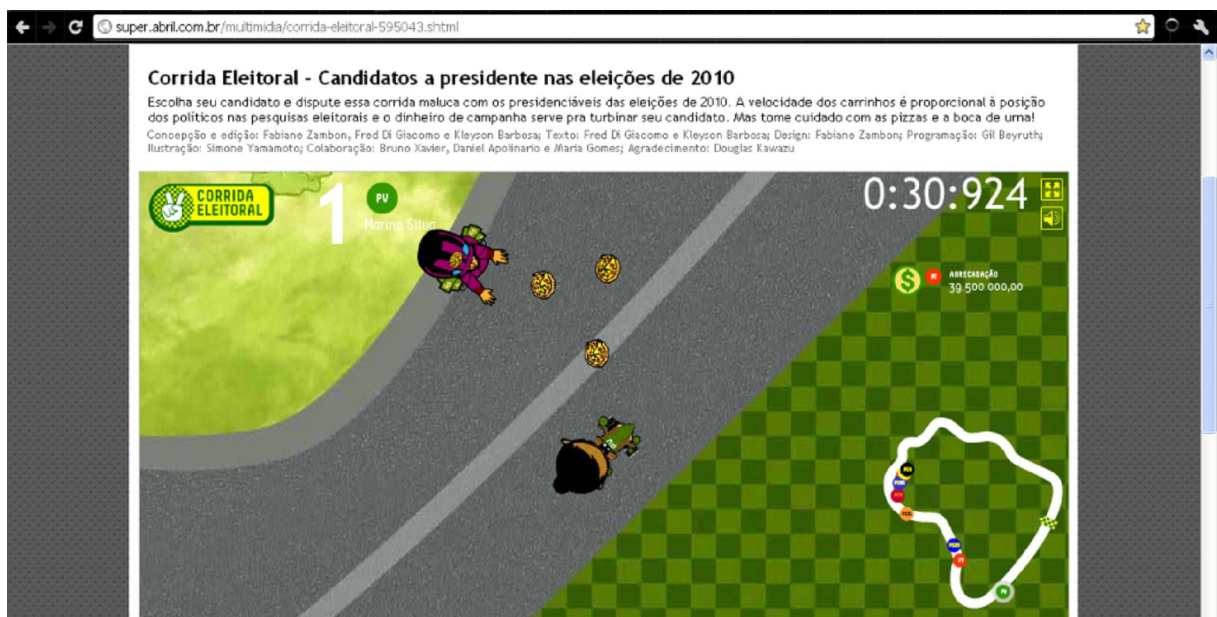 super.abril.com.br/multimidia/corrida-eleitoral-595043.shtml
Corrida Eleitoral - Candidatos a presidente nas eleições de 2010
Escolha seu candidato e dispute essa corrida maluca com os presidenciáveis das eleições de 2010. A velocidade dos carrinhos é proporcional à posição
dos políticos nas pesquisas eleitorais e o dinheiro de campanha serve pra turbinar seu candidato. Mas tome cuidado com as pizzas e a boca de urna!
Concepção e edição: Fabiane Zambon, Fred Di Giacomo e Kleyson Barbosa; Texto: Fred Di Giacomo e Kleyson Barbosa; Design: Fabiane Zambon; Programação: Gil Beyruth;
Ilustração: Simone Yamamoto; Colaboração: Bruno Xavier, Daniel Apolinario e Maria Gomes; Agradecimento: Douglas Kawazu
CORRIDA
ELEITORAL
1
PV
Marina Silva
0:30:924
$
PT
ARRECADAÇÃO
39.500.000,00
PV
PT
PV